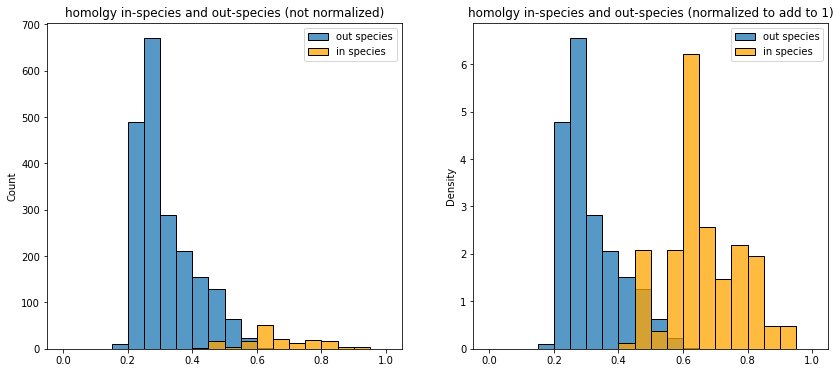 homolgy in-species and out-species (not normalized)
700
600
500
400
300
200
100
0
Count
out species
in species
0.0 0.2 0.4 0.6 0.8 1.0
homolgy in-species and out-species (normalized to add to 1)
6
5
4
3
2
1
0
Density
out species
in species
0.0 0.2 0.4 0.6 0.8 1.0